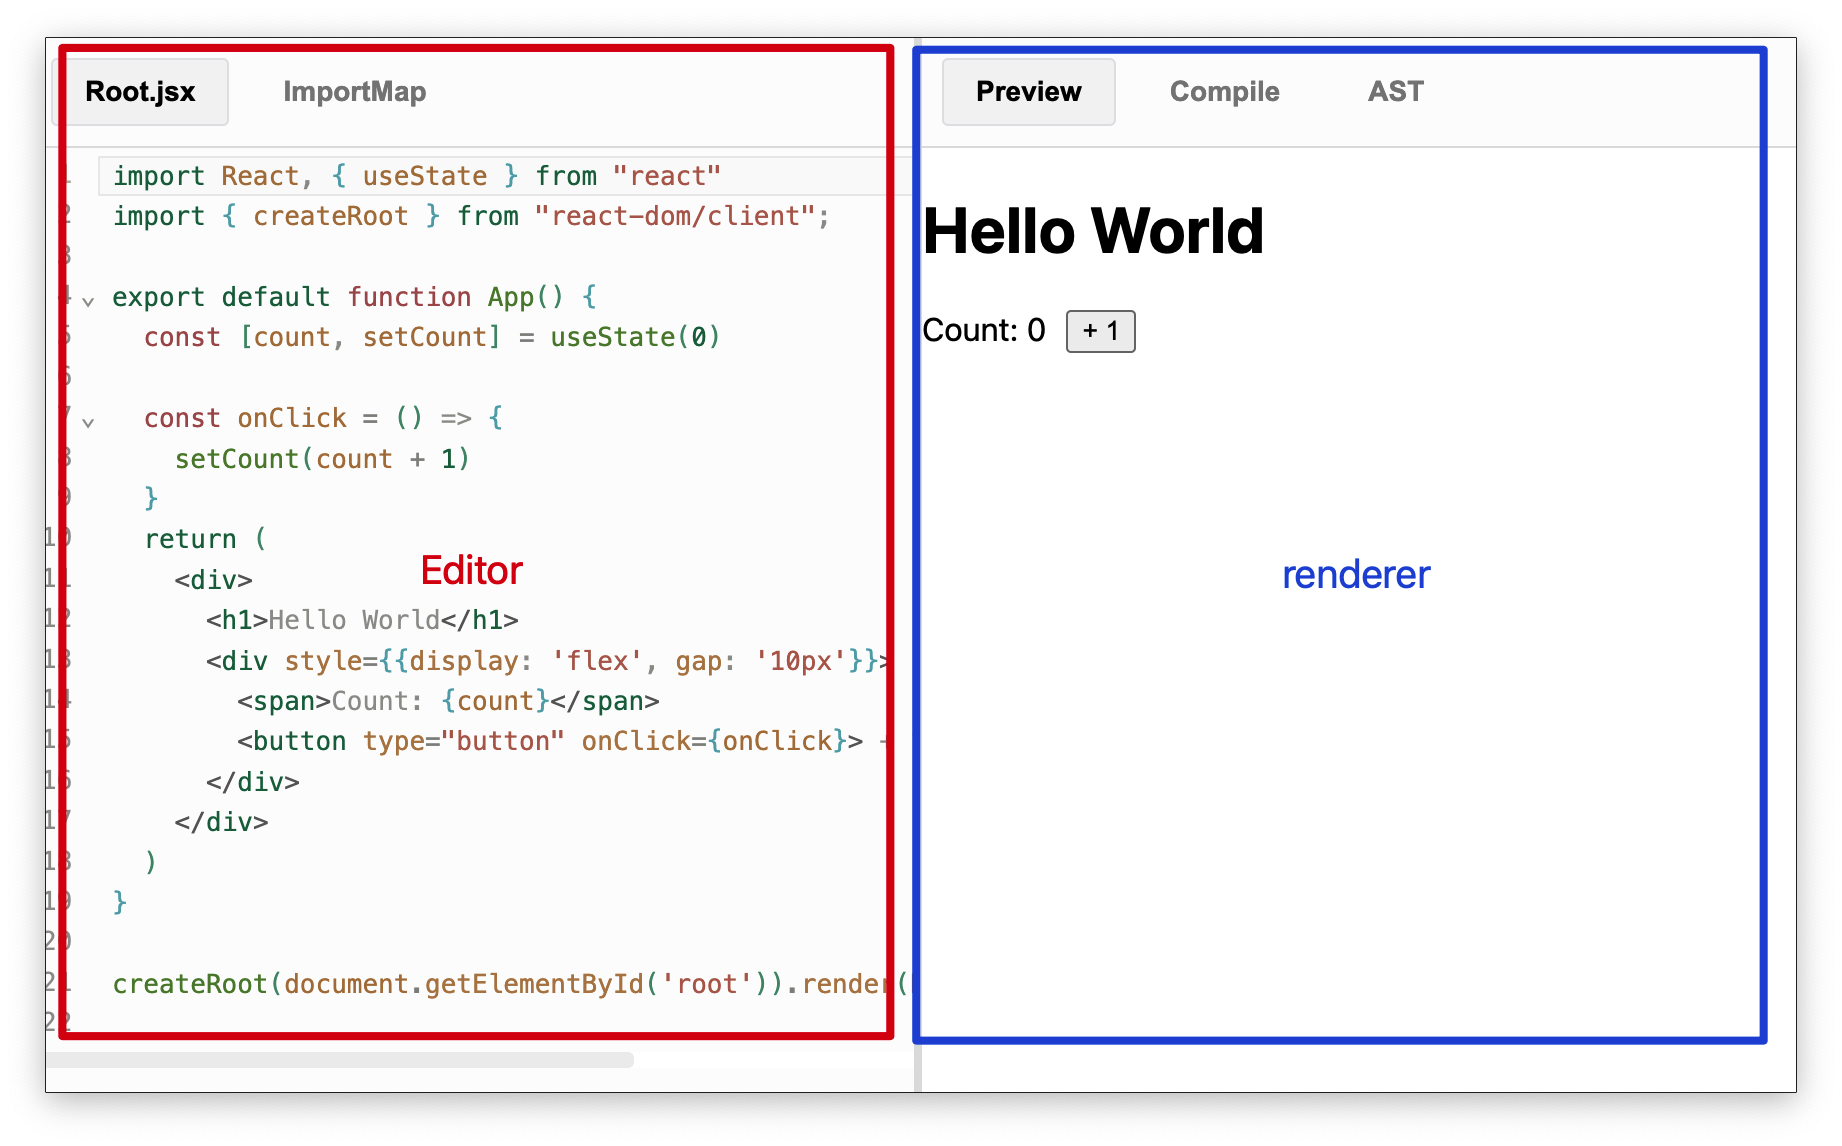 Root.jsx ImportMap
1 import React, { useState } from "react"
2 import { createRoot } from "react-dom/client";
3
4 export default function App() {
5   const [count, setCount] = useState(0)
6
7   const onClick = () => {
8     setCount(count + 1)
9   }
10   return (
11     <div>
12       <h1>Hello World</h1>
13       <div style={{display: 'flex', gap: '10px'}}>
14         <span>Count: {count}</span>
15         <button type="button" onClick={onClick}>
16       </div>
17     </div>
18   )
19 }
20
21 createRoot(document.getElementById('root')).render(
22
Editor
Preview Compile AST
Hello World
Count: 0 + 1
renderer